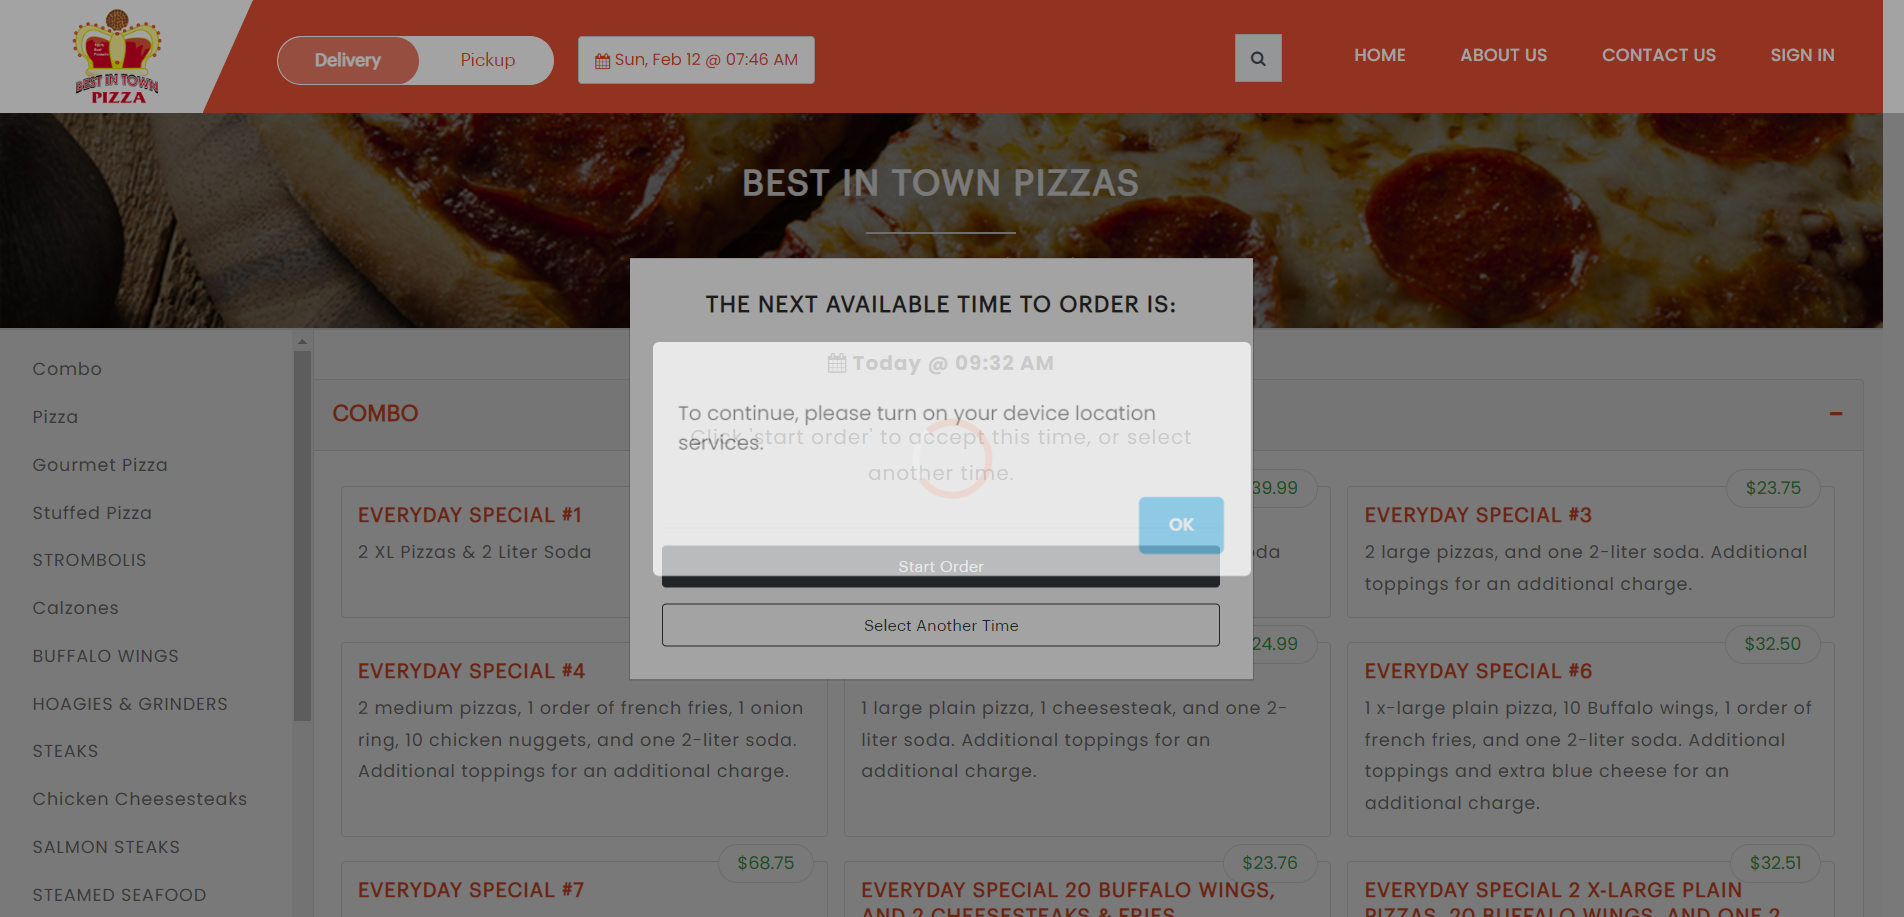 BEST IN TOWN
PIZZA
Delivery
Pickup
Sun, Feb 12 @ 07:46 AM
HOME
ABOUT US
CONTACT US
SIGN IN
BEST IN TOWN PIZZAS
THE NEXT AVAILABLE TIME TO ORDER IS:
Today @ 09:32 AM
To continue, please turn on your device location
services.
Click 'start order' to accept this time, or select
another time.
OK
Start Order
Select Another Time
Combo
Pizza
Gourmet Pizza
Stuffed Pizza
STROMBOLIS
Calzones
BUFFALO WINGS
HOAGIES & GRINDERS
STEAKS
Chicken Cheesesteaks
SALMON STEAKS
STEAMED SEAFOOD
COMBO
EVERYDAY SPECIAL #1
2 XL Pizzas & 2 Liter Soda
39.99
$23.75
EVERYDAY SPECIAL #3
2 large pizzas, and one 2-liter soda. Additional
toppings for an additional charge.
EVERYDAY SPECIAL #4
2 medium pizzas, 1 order of french fries, 1 onion
ring, 10 chicken nuggets, and one 2-liter soda.
Additional toppings for an additional charge.
24.99
1 large plain pizza, 1 cheesesteak, and one 2-
liter soda. Additional toppings for an
additional charge.
$32.50
EVERYDAY SPECIAL #6
1 x-large plain pizza, 10 Buffalo wings, 1 order of
french fries, and one 2-liter soda. Additional
toppings and extra blue cheese for an
additional charge.
$68.75
EVERYDAY SPECIAL #7
$23.76
EVERYDAY SPECIAL 20 BUFFALO WINGS,
AND 2 CHEESESTEAKS & FRIES
$32.51
EVERYDAY SPECIAL 2 X-LARGE PLAIN
PIZZAS, 20 BUFFALO WINGS, AND ONE 2